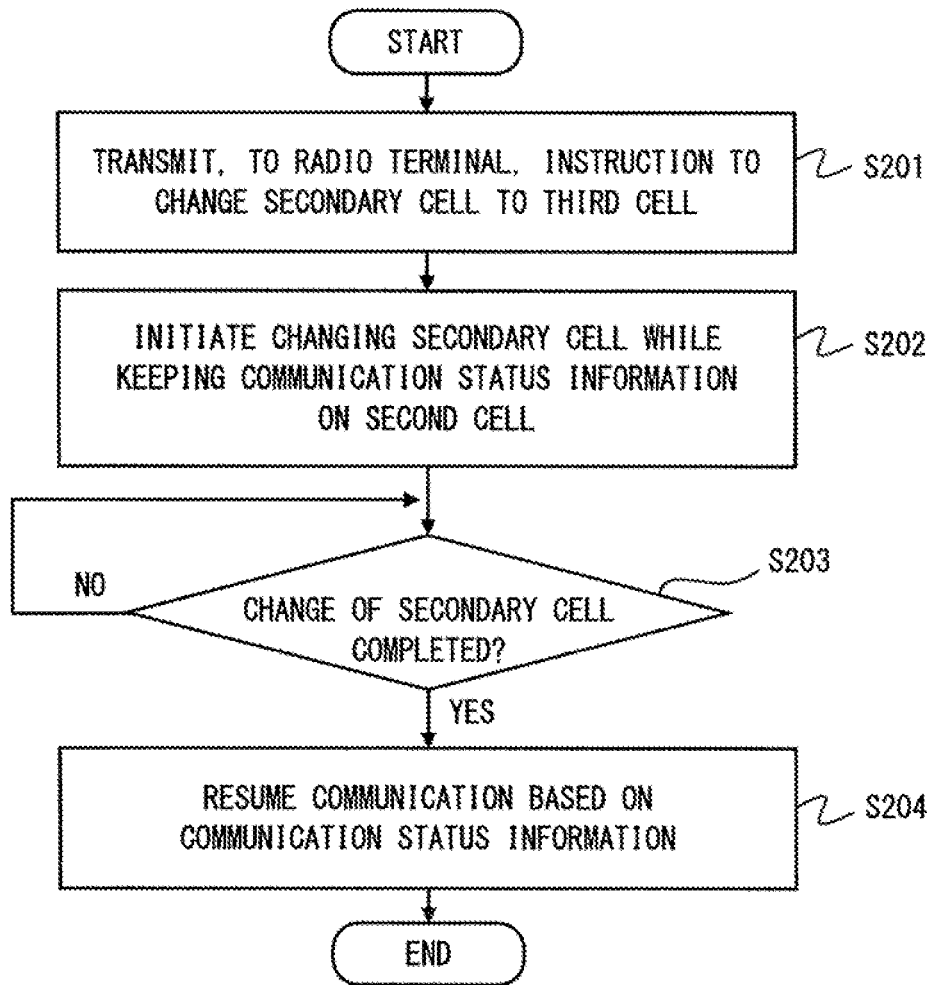 START
TRANSMIT, TO RADIO TERMINAL, INSTRUCTION TO
CHANGE SECONDARY CELL TO THIRD CELL
S201
INITIATE CHANGING SECONDARY CELL WHILE
KEEPING COMMUNICATION STATUS INFORMATION
ON SECOND CELL
S202
S203
NO
CHANGE OF SECONDARY CELL
COMPLETED?
YES
RESUME COMMUNICATION BASED ON
COMMUNICATION STATUS INFORMATION
S204
END